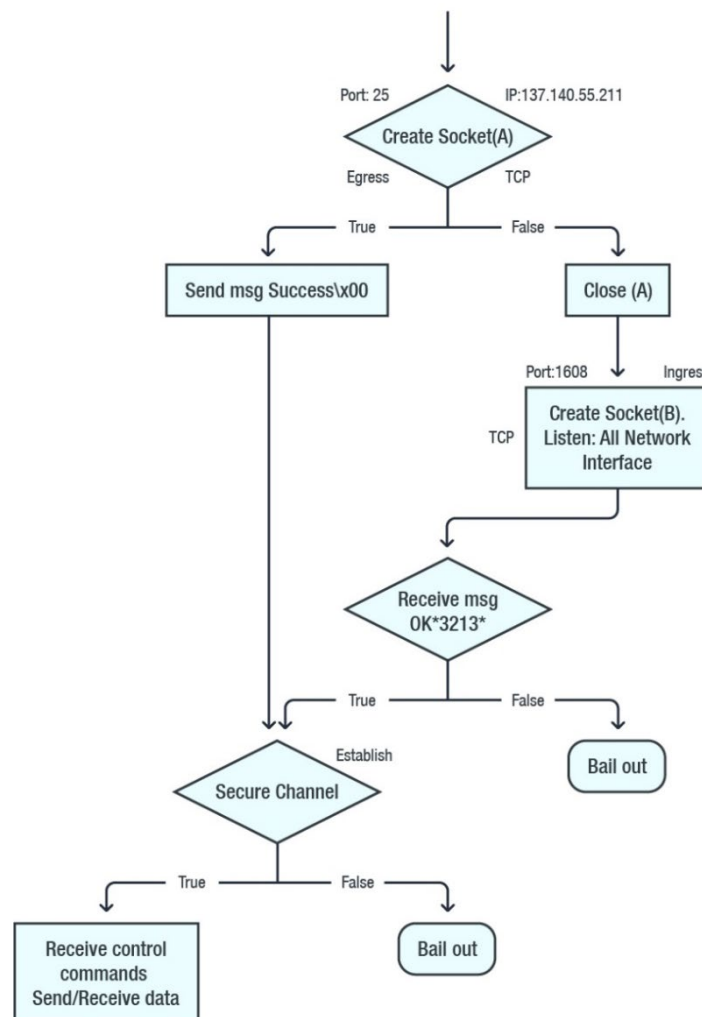 Port: 25
IP:137.140.55.211
Create Socket(A)
Egress
TCP
True
False
Send msg Success\x00
Close (A)
Port:1608
Ingres
TCP
Create Socket(B).
Listen: All Network
Interface
Receive msg
OK*3213*
True
False
Establish
Bail out
Secure Channel
True
False
Receive control
commands
Send/Receive data
Bail out